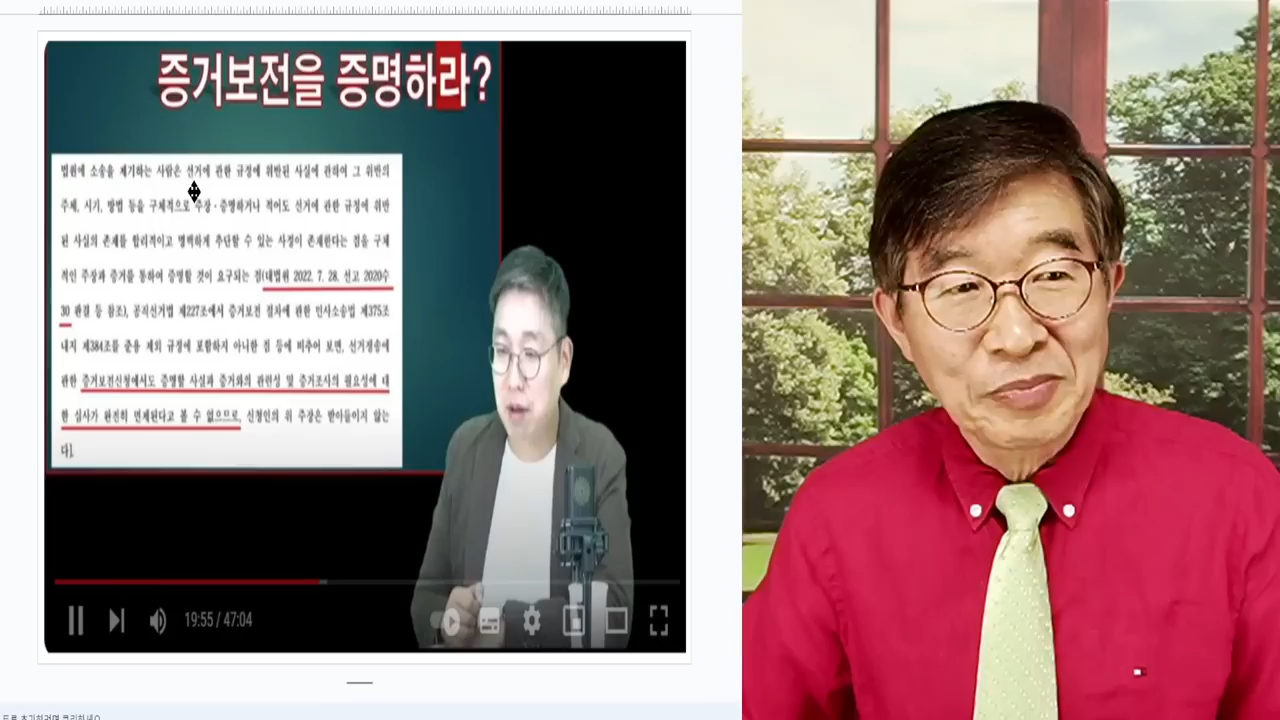 증거보전을 증명하라?
법원에 소송을 제기하는 사람은 선거에 관한 규정에 위반된 사실에 관하여 그 위반의
주체, 시기, 방법 등을 구체적으로 주장·증명하거나 적어도 선거에 관한 규정에 위반
된 사실의 존재를 합리적이고 명백하게 추단할 수 있는 사정이 존재한다는 점을 구체
적인 주장과 증거를 통하여 증명할 것이 요구되는 점(대법원 2022. 7. 28. 선고 2020수
30 판결 등 참조), 공직선거법 제227조에서 증거보전 절차에 관한 민사소송법 제375조
내지 제384조를 준용 제외 규정에 포함하지 아니한 점 등에 비추어 보면, 선거쟁송에
관한 증거보전신청에서도 증명할 사실과 증거와의 관련성 및 증거조사의 필요성에 대
한 심사가 완전히 면제된다고 볼 수 없으므로, 신청인의 위 주장은 받아들이지 않는
다].
19:55 / 47:04